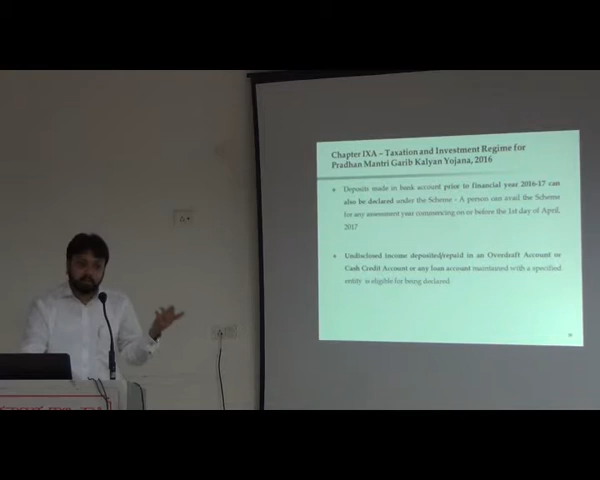 Chapter IXA – Taxation and Investment Regime for
Pradhan Mantri Garib Kalyan Yojana, 2016
Deposits made in bank account prior to financial year 2016-17 can
also be declared under the Scheme - A person can avail the Scheme
for any assessment year commencing on or before the 1st day of April,
2017
Undisclosed income deposited/repaid in an Overdraft Account or
Cash Credit Account or any loan account maintained with a specified
entity is eligible for being declared